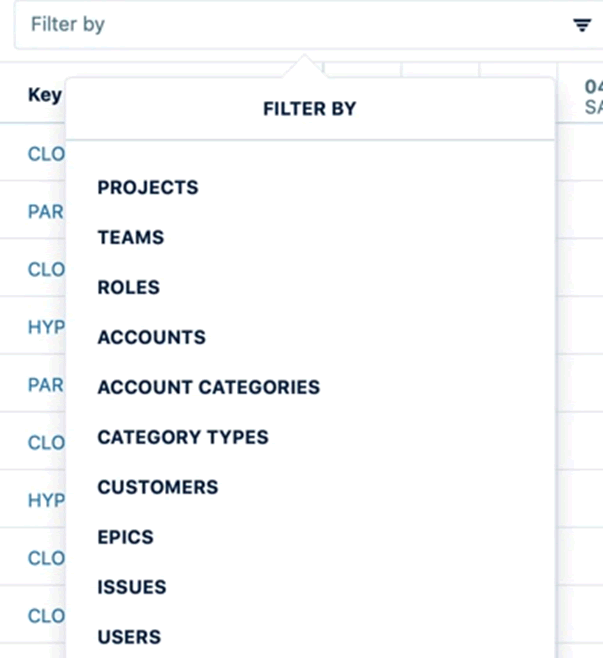 Filter by
Key
04
SA
FILTER BY
CLO
PROJECTS
PAR
TEAMS
CLO
ROLES
HYP
ACCOUNTS
PAR
ACCOUNT CATEGORIES
CLO
CATEGORY TYPES
HYP
CUSTOMERS
CLO
EPICS
CLO
ISSUES
USERS